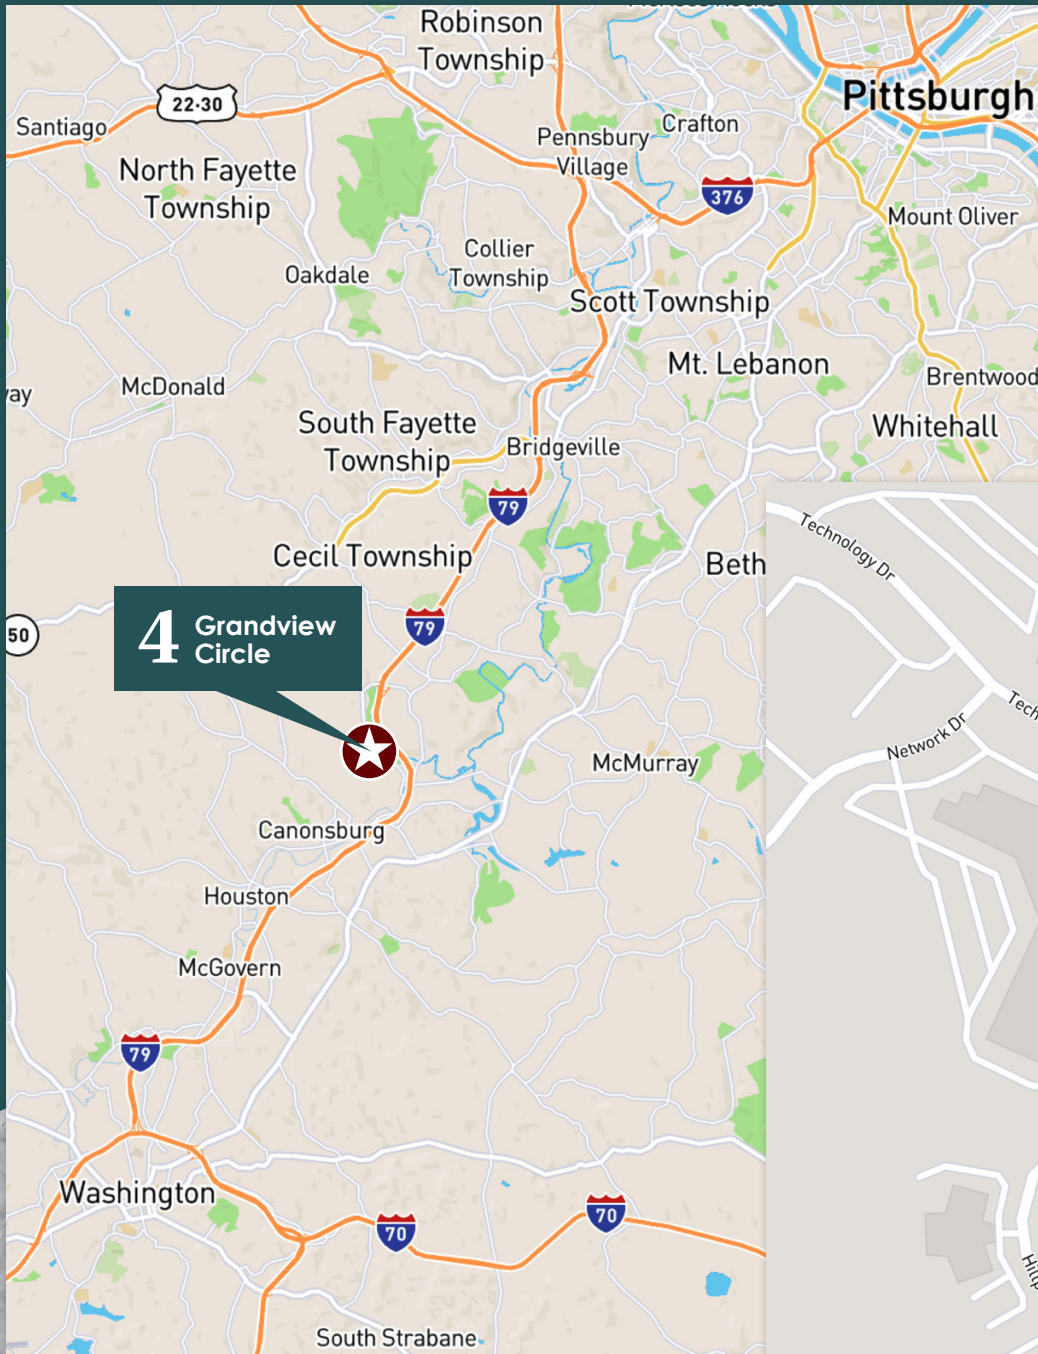 Robinson
Township
Pittsburgh
22·30
Santiago
Crafton
Pennsbury
Village
North Fayette
Township
376
Mount Oliver
Collier
Township
Oakdale
Scott Township
Mt. Lebanon
Brentwood
McDonald
South Fayette
Township
Whitehall
Bridgeville
79
Technology Dr
Cecil Township
Beth
50
79
4 Grandview
Circle
Tech
Network Dr
McMurray
Canonsburg
Houston
McGovern
79
Washington
70
70
South Strabane